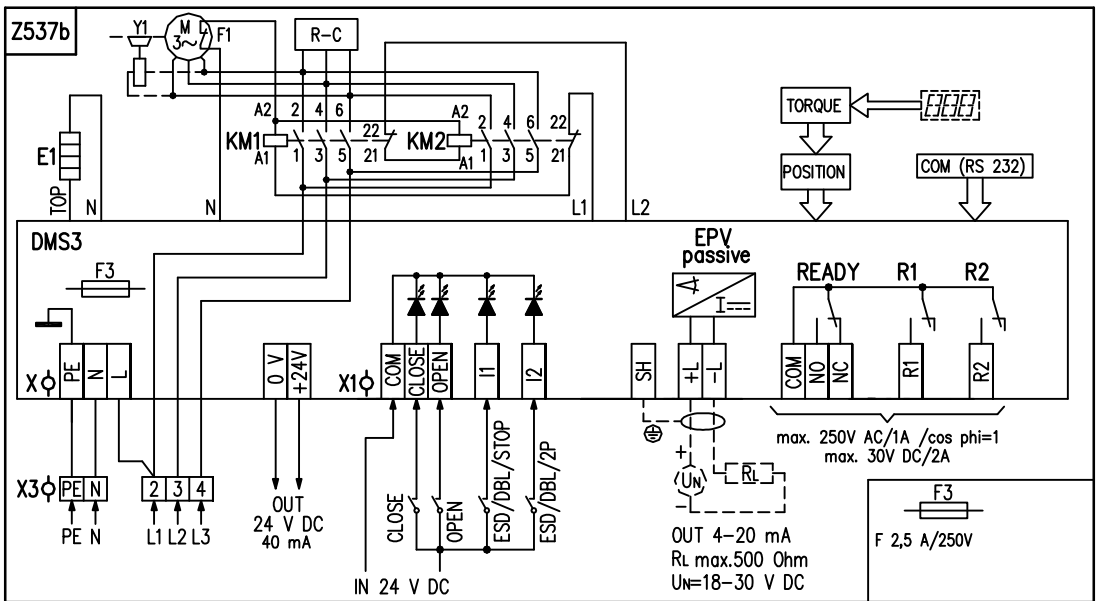 Z537b
Y1
M
3~
F1
R-C
A2
2 4 6
22
A2
2 4 6
22
KM1
KM2
A1
1 3 5
21
A1
1 3 5
21
E1
TOP
N
N
L1
L2
TORQUE
POSITION
COM (RS 232)
DMS3
F3
EPV
passive
I
READY
R1
R2
X
PE
N
L
0 V
+24V
X1
COM
CLOSE
OPEN
I1
I2
SH
+L
-L
COM
NO
NC
R1
R2
max. 250V AC/1A /cos phi=1
max. 30V DC/2A
X3
PE N
2 3 4
PE N
L1 L2 L3
OUT
24 V DC
40 mA
CLOSE
OPEN
ESD/DBL/STOP
ESD/DBL/2P
IN 24 V DC
+
UN
−
RL
OUT 4-20 mA
RL max.500 Ohm
UN=18-30 V DC
F3
F 2,5 A/250V